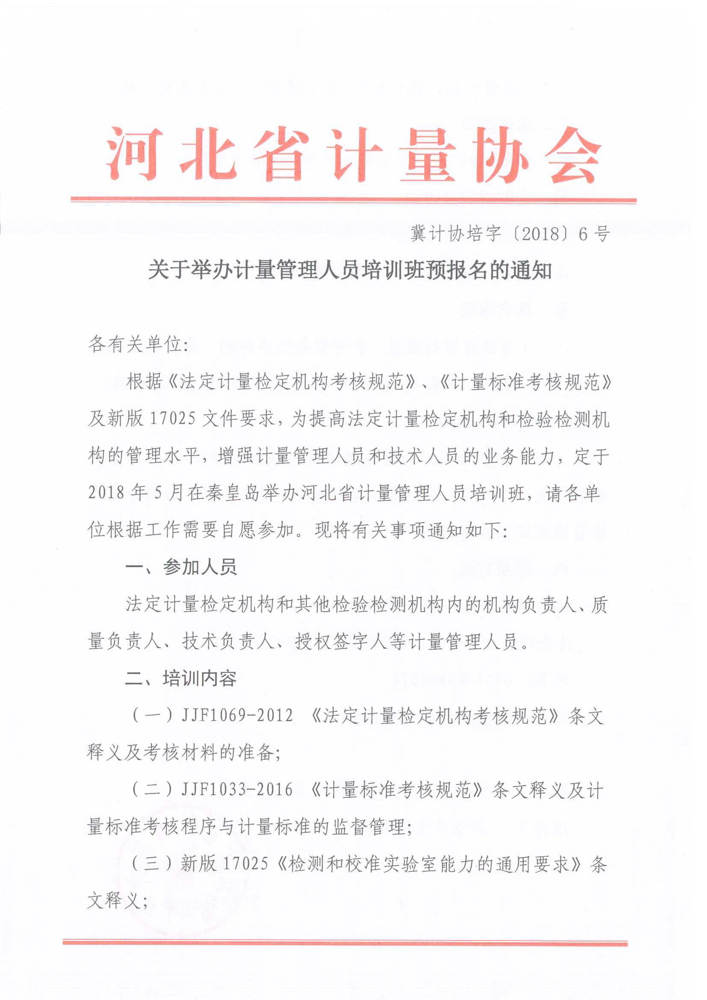 河北省计量协会
冀计协培字〔2018〕6号
关于举办计量管理人员培训班预报名的通知
各有关单位:
根据《法定计量检定机构考核规范》、《计量标准考核规范》
及新版17025文件要求,为提高法定计量检定机构和检验检测机
构的管理水平,增强计量管理人员和技术人员的业务能力,定于
2018年5月在秦皇岛举办河北省计量管理人员培训班,请各单
位根据工作需要自愿参加。现将有关事项通知如下:
一、参加人员
法定计量检定机构和其他检验检测机构内的机构负责人、质
量负责人、技术负责人、授权签字人等计量管理人员。
二、培训内容
(一)JJF1069-2012 《法定计量检定机构考核规范》条文
释义及考核材料的准备;
(二)JJF1033-2016 《计量标准考核规范》条文释义及计
量标准考核程序与计量标准的监督管理;
(三)新版17025《检测和校准实验室能力的通用要求》条
文释义;